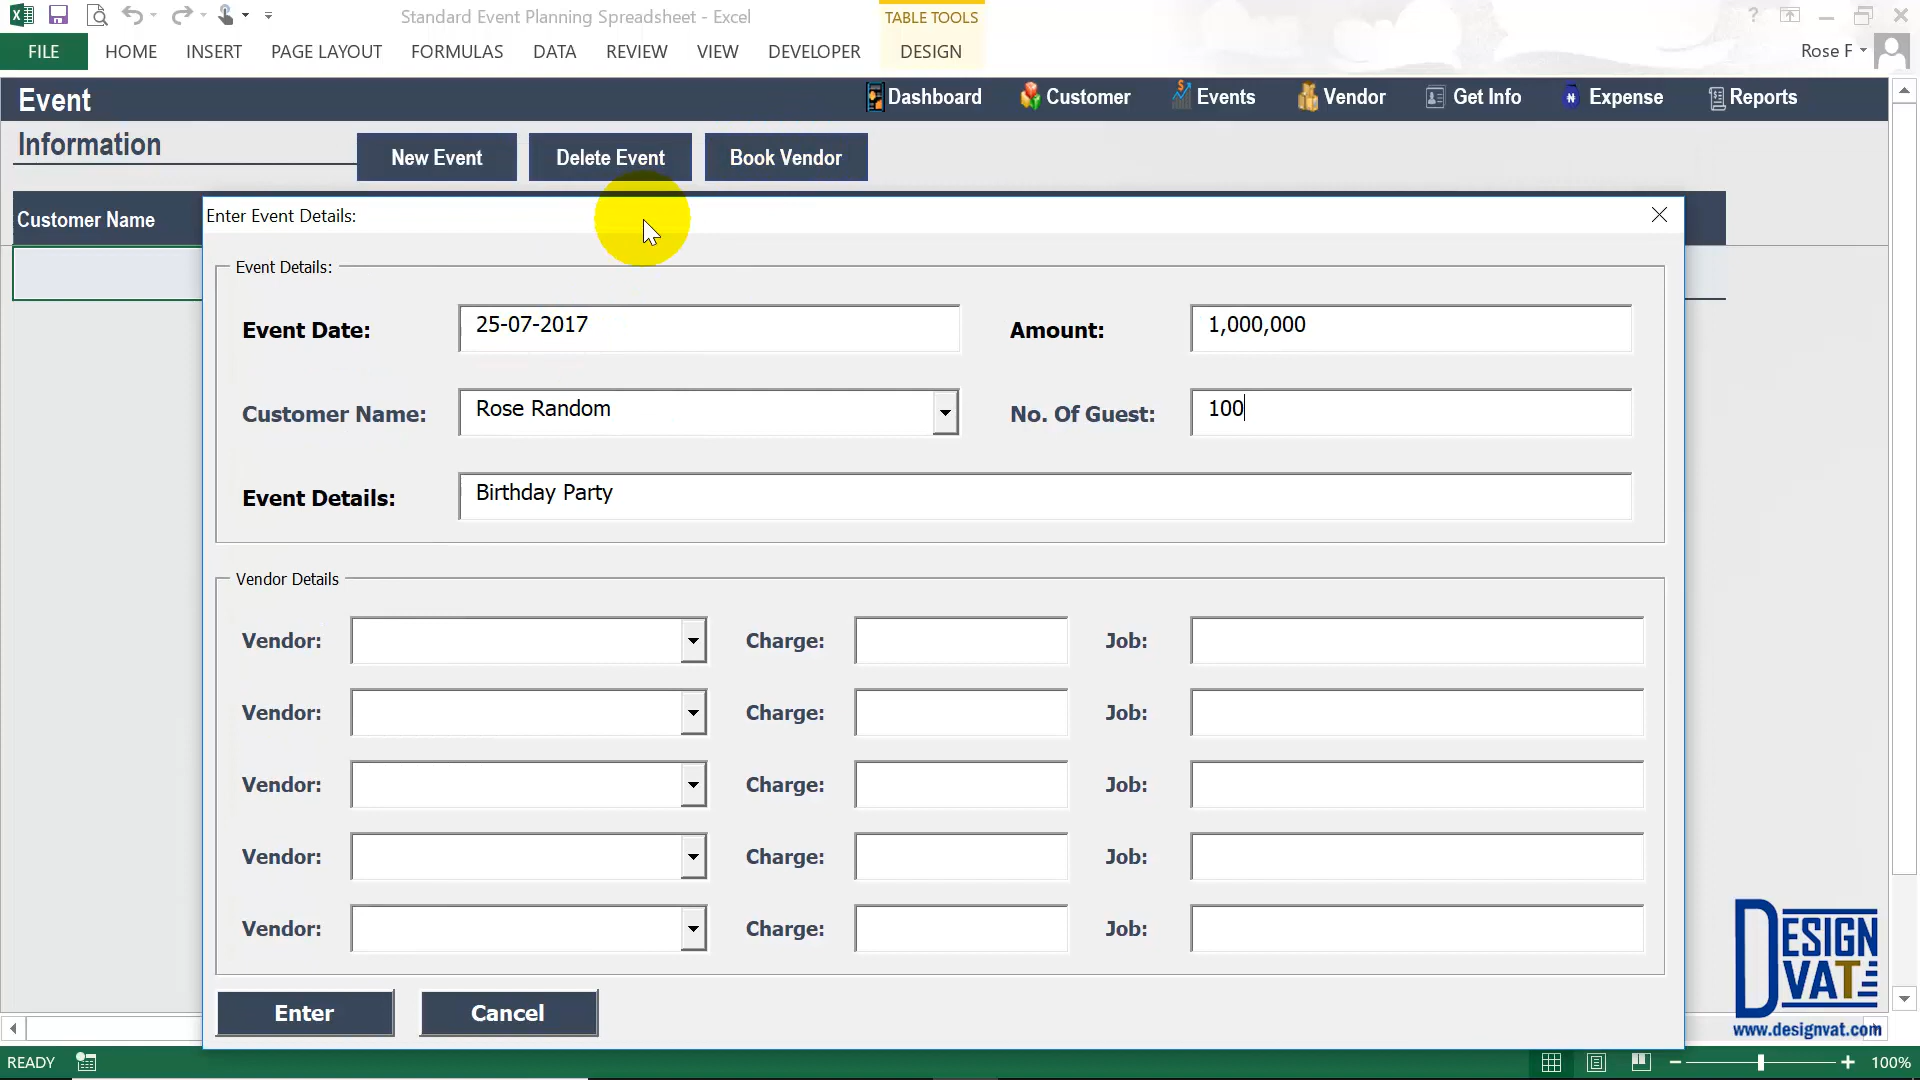 Standard Event Planning Spreadsheet - Excel
TABLE TOOLS
?
FILE HOME INSERT PAGE LAYOUT FORMULAS DATA REVIEW VIEW DEVELOPER DESIGN Rose F
Event Dashboard Customer Events Vendor Get Info Expense Reports
Information
New Event Delete Event Book Vendor
Customer Name
Enter Event Details:
Event Details:
Event Date: 25-07-2017 Amount: 1,000,000
Customer Name: Rose Random No. Of Guest: 100
Event Details: Birthday Party
Vendor Details
Vendor: Charge: Job:
Vendor: Charge: Job:
Vendor: Charge: Job:
Vendor: Charge: Job:
Vendor: Charge: Job:
Enter Cancel
DESIGN
VAT
www.designvat.com
READY 100%